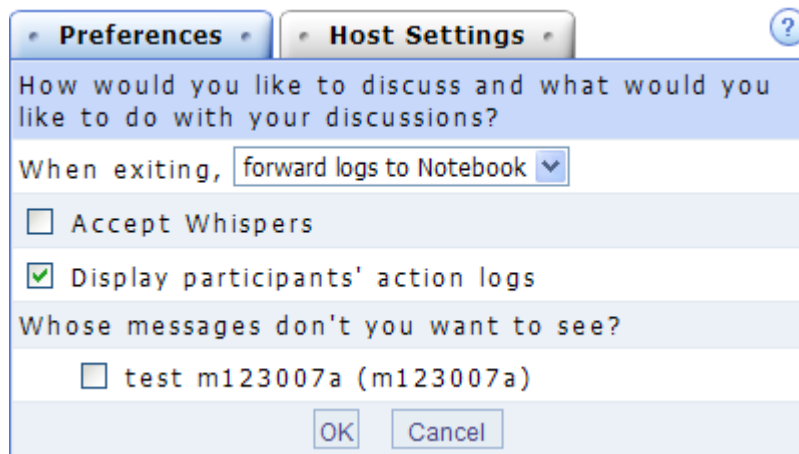 Preferences Host Settings ?
How would you like to discuss and what would you
like to do with your discussions?
When exiting, forward logs to Notebook
Accept Whispers
Display participants' action logs
Whose messages don't you want to see?
test m123007a (m123007a)
OK Cancel